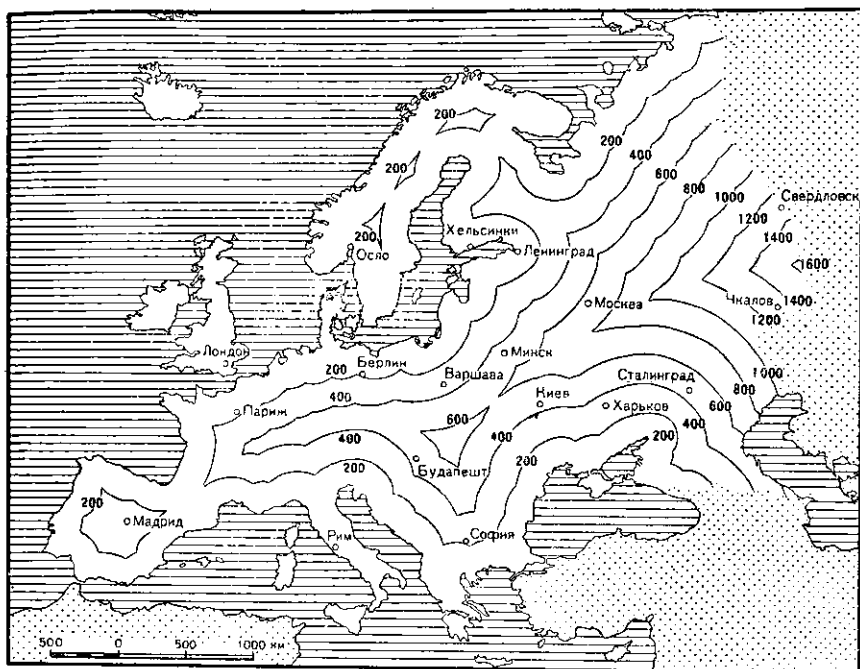 200
200
200
400
600
800
1000
1200
Свердловск
1400
1600
1400
1200
Чкалов
200
Осло
Хельсинки
Ленинград
Москва
Лондон
200
Берлин
Минск
Варшава
400
Париж
1000
800
Сталинград
600
400
200
Киев
Харьков
600
400
400
Будапешт
200
200
200
Мадрид
Рим
София
500 0 500 1000 км